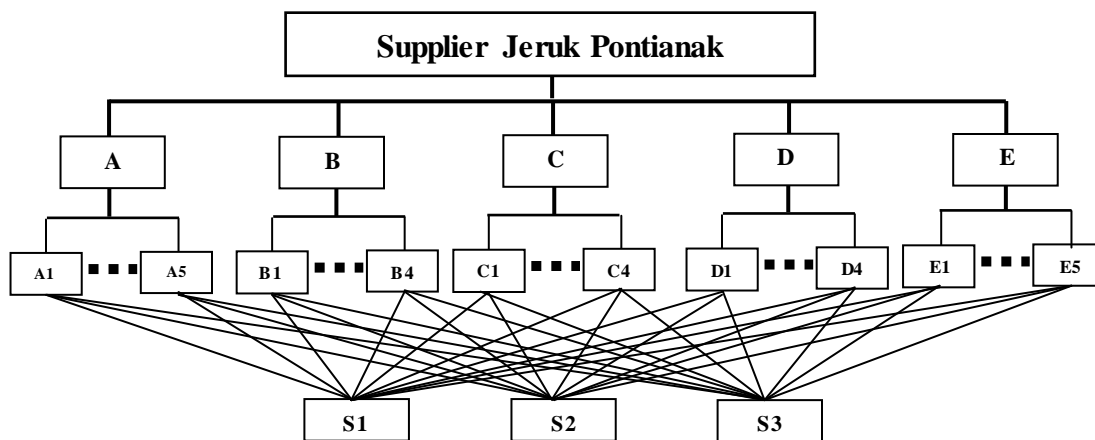 Supplier Jeruk Pontianak
A B C D E
A1 A5 B1 B4 C1 C4 D1 D4 E1 E5
S1 S2 S3